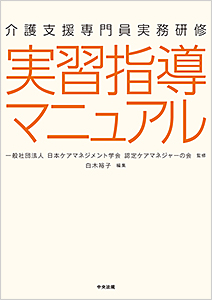 介護支援専門員実務研修
実習指導
マニュアル
一般社団法人 日本ケアマネジメント学会 認定ケアマネジャーの会 監修
白木裕子 編集
中央法規